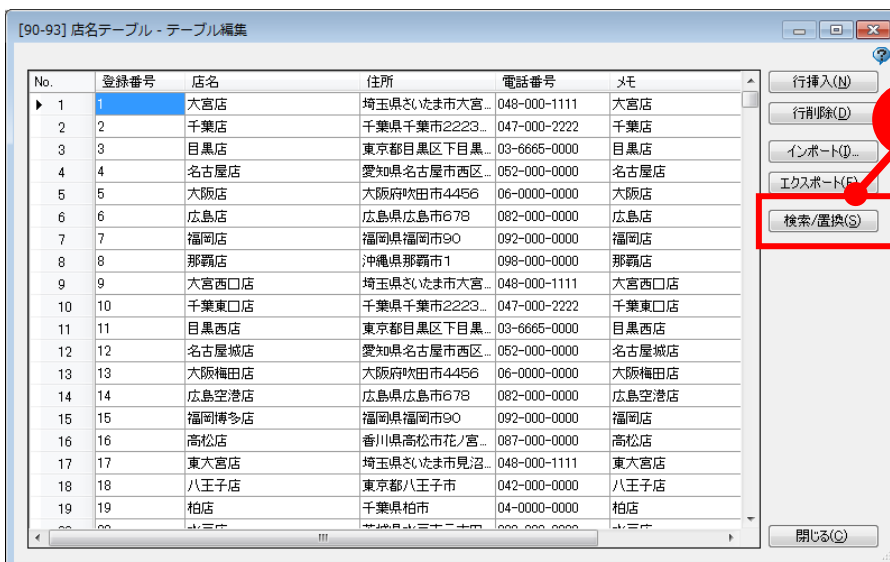 [90-93] 店名テーブル - テーブル編集
No. 登録番号 店名 住所 電話番号 メモ
1 1 大宮店 埼玉県さいたま市大宮... 048-000-1111 大宮店
2 2 千葉店 千葉県千葉市2223... 047-000-2222 千葉店
3 3 目黒店 東京都目黒区下目黒... 03-6665-0000 目黒店
4 4 名古屋店 愛知県名古屋市西区... 052-000-0000 名古屋店
5 5 大阪店 大阪府吹田市4456 06-0000-0000 大阪店
6 6 広島店 広島県広島市678 082-000-0000 広島店
7 7 福岡店 福岡県福岡市90 092-000-0000 福岡店
8 8 那覇店 沖縄県那覇市1 098-000-0000 那覇店
9 9 大宮西口店 埼玉県さいたま市大宮... 048-000-1111 大宮西口店
10 10 千葉東口店 千葉県千葉市2223... 047-000-2222 千葉東口店
11 11 目黒西店 東京都目黒区下目黒... 03-6665-0000 目黒西店
12 12 名古屋城店 愛知県名古屋市西区... 052-000-0000 名古屋城店
13 13 大阪梅田店 大阪府吹田市4456 06-0000-0000 大阪梅田店
14 14 広島空港店 広島県広島市678 082-000-0000 広島空港店
15 15 福岡博多店 福岡県福岡市90 092-000-0000 福岡店
16 16 高松店 香川県高松市花ノ宮... 087-000-0000 高松店
17 17 東大宮店 埼玉県さいたま市見沼... 048-000-1111 東大宮店
18 18 八王子店 東京都八王子市 042-000-0000 八王子店
19 19 柏店 千葉県柏市 04-0000-0000 柏店
行挿入(N)
行削除(D)
インポート(I)...
エクスポート(E)
検索/置換(S)
閉じる(C)